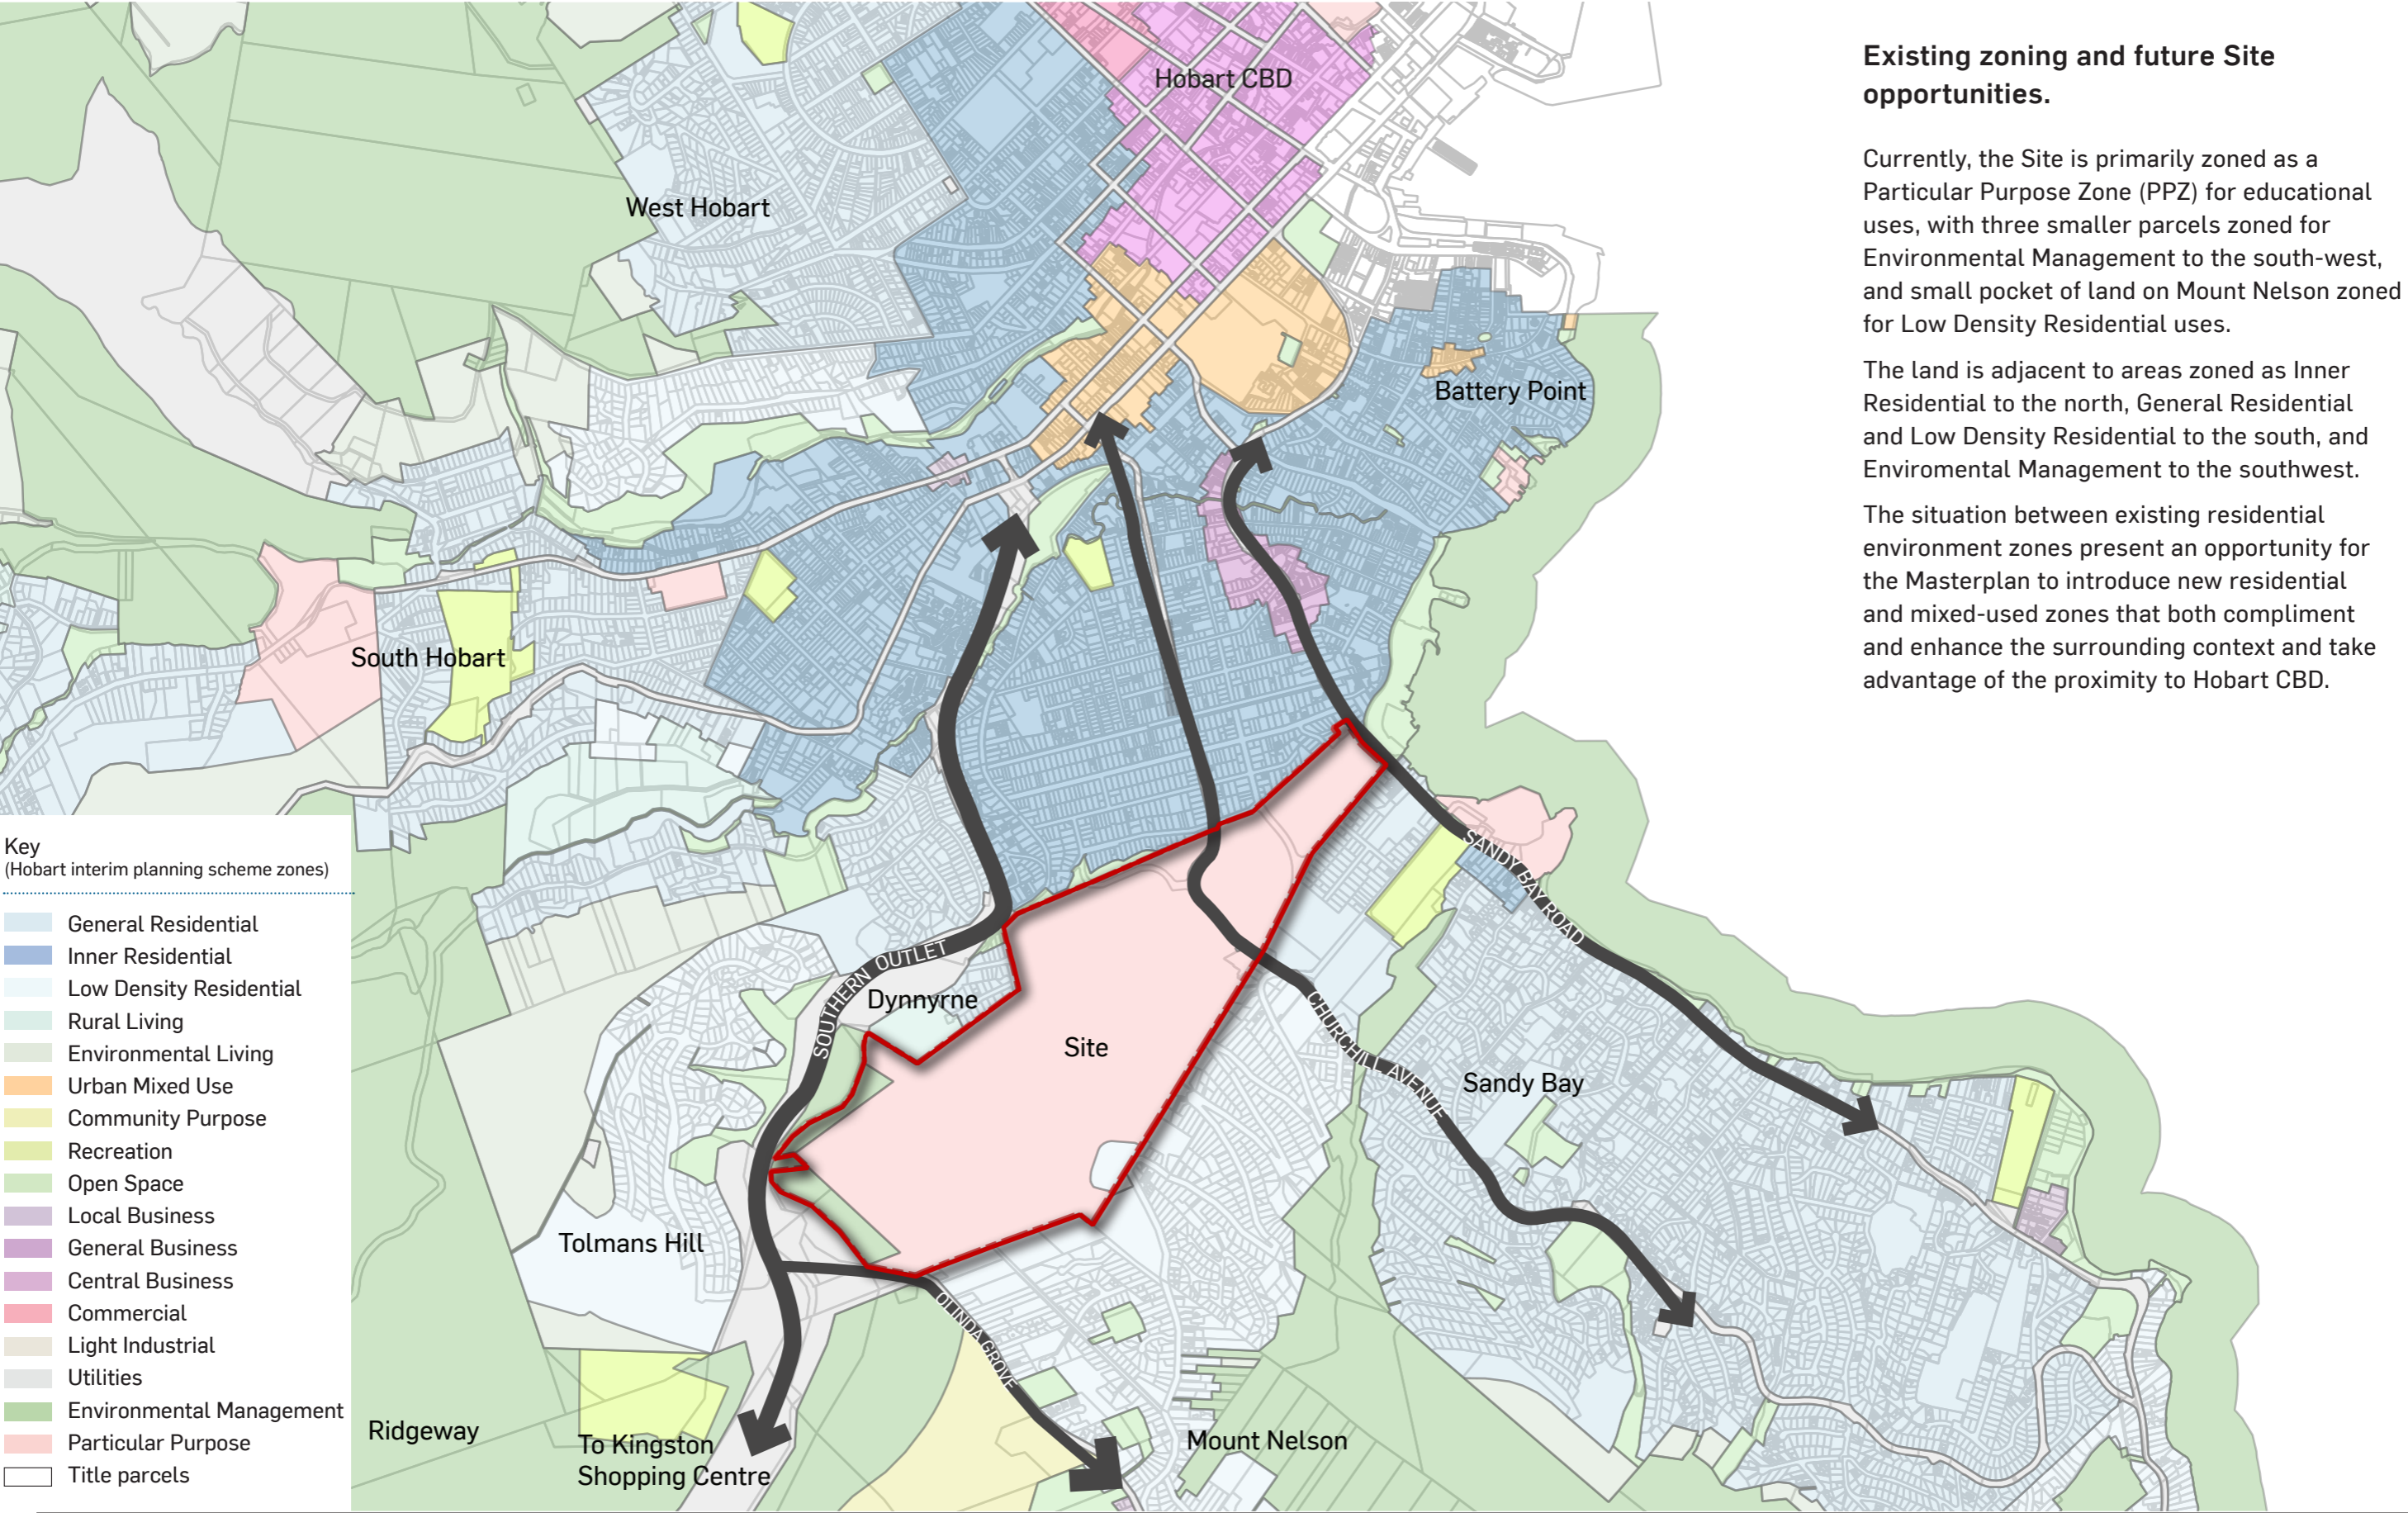 Existing zoning and future Site
opportunities.
Currently, the Site is primarily zoned as a
Particular Purpose Zone (PPZ) for educational
uses, with three smaller parcels zoned for
Environmental Management to the south-west,
and small pocket of land on Mount Nelson zoned
for Low Density Residential uses.
The land is adjacent to areas zoned as Inner
Residential to the north, General Residential
and Low Density Residential to the south, and
Enviromental Management to the southwest.
The situation between existing residential
environment zones present an opportunity for
the Masterplan to introduce new residential
and mixed-used zones that both compliment
and enhance the surrounding context and take
advantage of the proximity to Hobart CBD.
Hobart CBD
West Hobart
Battery Point
South Hobart
SANDY BAY ROAD
SOUTHERN OUTLET
Dynnyrne
Site
CHURCHILL AVENUE
Sandy Bay
Tolmans Hill
OLINDA GROVE
Ridgeway
To Kingston
Shopping Centre
Mount Nelson
Key
(Hobart interim planning scheme zones)
General Residential
Inner Residential
Low Density Residential
Rural Living
Environmental Living
Urban Mixed Use
Community Purpose
Recreation
Open Space
Local Business
General Business
Central Business
Commercial
Light Industrial
Utilities
Environmental Management
Particular Purpose
Title parcels